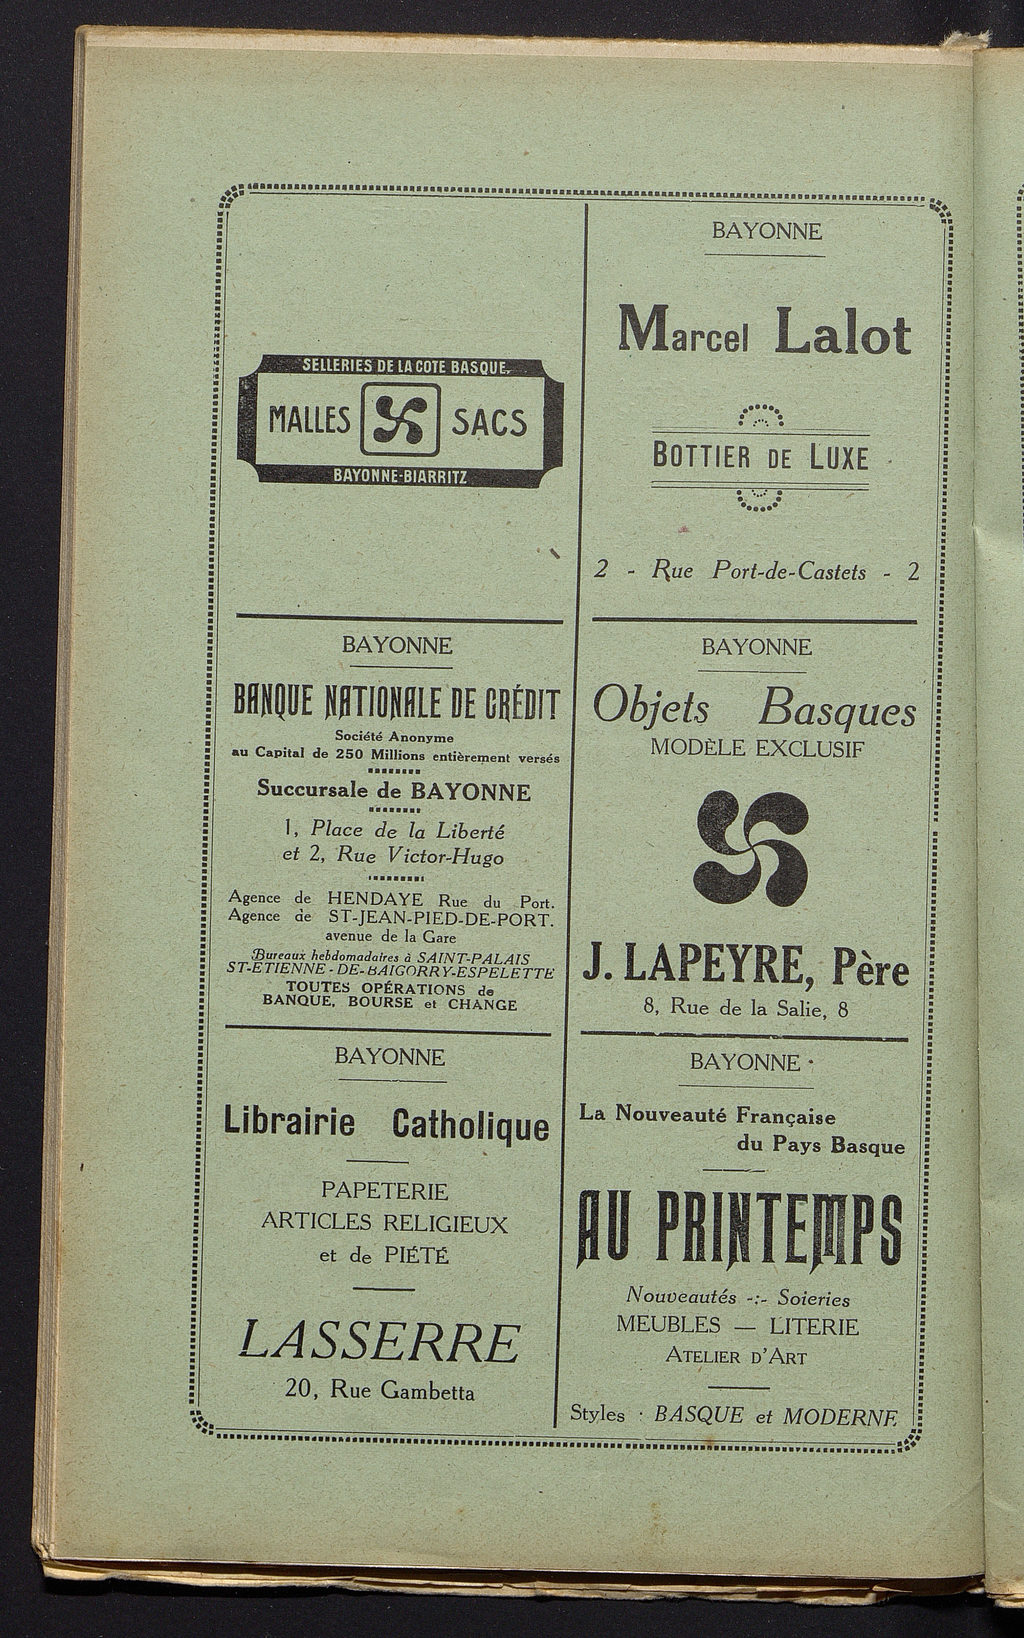 SELLERIES DE LA COTE BASQUE.
MALLES SACS
BAYONNE-BIARRITZ
BAYONNE
Marcel Lalot
BOTTIER DE LUXE
2 - Rue Port-de-Castets - 2
BAYONNE
BANQUE NATIONALE DE CRÉDIT
Société Anonyme
au Capital de 250 Millions entièrement versés
Succursale de BAYONNE
1, Place de la Liberté
et 2, Rue Victor-Hugo
Agence de HENDAYE Rue du Port.
Agence de ST-JEAN-PIED-DE-PORT.
avenue de la Gare
Bureaux hebdomadaires à SAINT-PALAIS
ST-ETIENNE-DE-BAIGORRY-ESPELETTE
TOUTES OPÉRATIONS de
BANQUE, BOURSE et CHANGE
BAYONNE
Objets Basques
MODÈLE EXCLUSIF
J. LAPEYRE, Père
8, Rue de la Salie, 8
BAYONNE
Librairie Catholique
PAPETERIE
ARTICLES RELIGIEUX
et de PIÉTÉ
LASSERRE
20, Rue Gambetta
BAYONNE
La Nouveauté Française
du Pays Basque
AU PRINTEMPS
Nouveautés -:- Soieries
MEUBLES — LITERIE
ATELIER D'ART
Styles : BASQUE et MODERNE